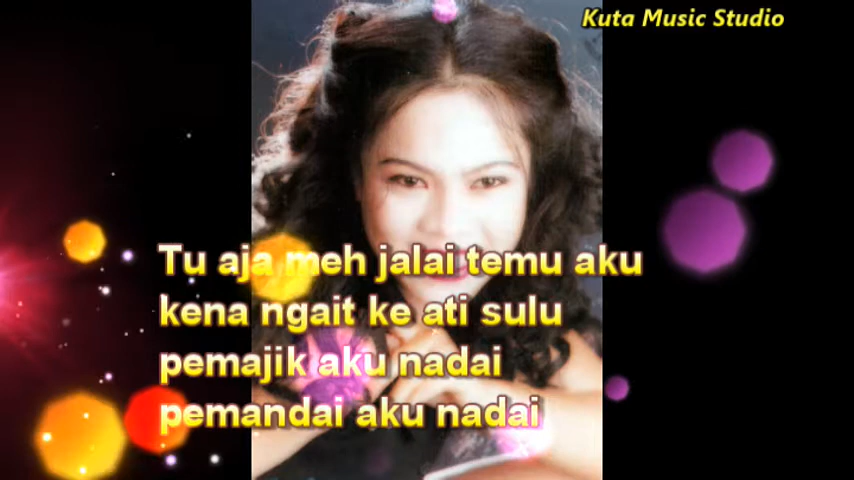 Kuta Music Studio
Tu aja meh jalai temu aku
kena ngait ke ati sulu
pemajik aku nadai
pemandai aku nadai